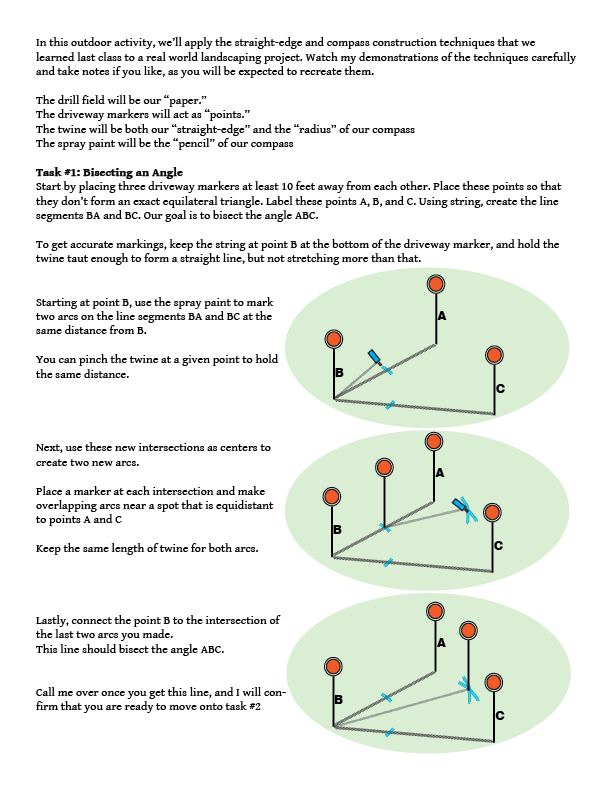 In this outdoor activity, we’ll apply the straight-edge and compass construction techniques that we
learned last class to a real world landscaping project. Watch my demonstrations of the techniques carefully
and take notes if you like, as you will be expected to recreate them.
The drill field will be our “paper.”
The driveway markers will act as “points.”
The twine will be both our “straight-edge” and the “radius” of our compass
The spray paint will be the “pencil” of our compass
Task #1: Bisecting an Angle
Start by placing three driveway markers at least 10 feet away from each other. Place these points so that
they don’t form an exact equilateral triangle. Label these points A, B, and C. Using string, create the line
segments BA and BC. Our goal is to bisect the angle ABC.
To get accurate markings, keep the string at point B at the bottom of the driveway marker, and hold the
twine taut enough to form a straight line, but not stretching more than that.
Starting at point B, use the spray paint to mark
two arcs on the line segments BA and BC at the
same distance from B.
You can pinch the twine at a given point to hold
the same distance.
A
B
C
Next, use these new intersections as centers to
create two new arcs.
Place a marker at each intersection and make
overlapping arcs near a spot that is equidistant
to points A and C
Keep the same length of twine for both arcs.
A
B
C
Lastly, connect the point B to the intersection of
the last two arcs you made.
This line should bisect the angle ABC.
Call me over once you get this line, and I will con-
firm that you are ready to move onto task #2
A
B
C